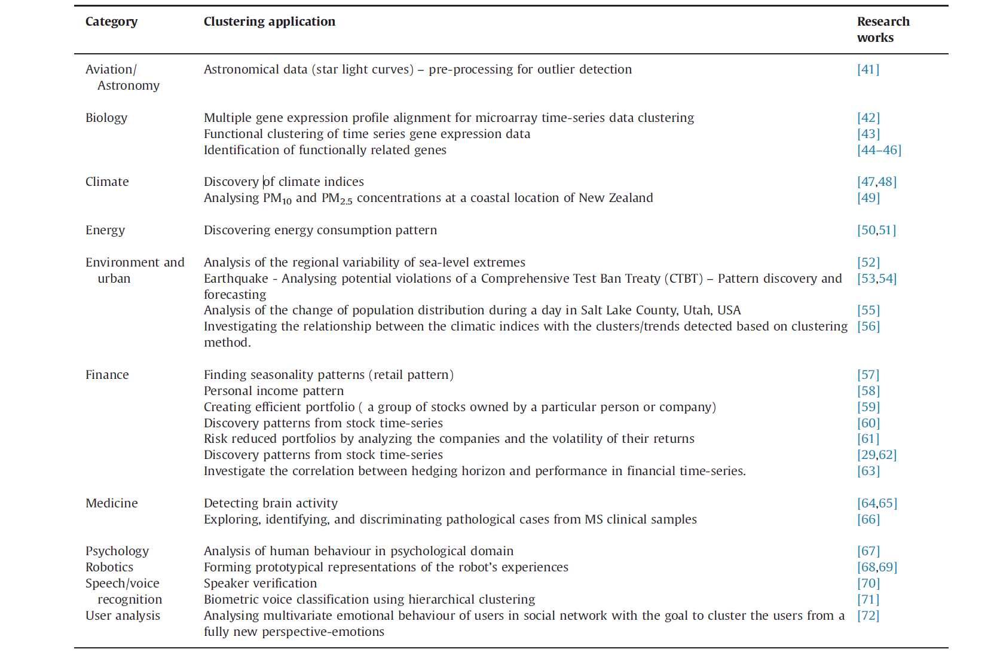 Category Clustering application Research
works
Aviation/ Astronomical data (star light curves) – pre-processing for outlier detection [41]
Astronomy
Biology Multiple gene expression profile alignment for microarray time-series data clustering [42]
Functional clustering of time series gene expression data [43]
Identification of functionally related genes [44–46]
Climate Discovery of climate indices [47,48]
Analysing PM10 and PM2.5 concentrations at a coastal location of New Zealand [49]
Energy Discovering energy consumption pattern [50,51]
Environment and Analysis of the regional variability of sea-level extremes [52]
urban Earthquake - Analysing potential violations of a Comprehensive Test Ban Treaty (CTBT) – Pattern discovery and [53,54]
forecasting
Analysis of the change of population distribution during a day in Salt Lake County, Utah, USA [55]
Investigating the relationship between the climatic indices with the clusters/trends detected based on clustering [56]
method.
Finance Finding seasonality patterns (retail pattern) [57]
Personal income pattern [58]
Creating efficient portfolio ( a group of stocks owned by a particular person or company) [59]
Discovery patterns from stock time-series [60]
Risk reduced portfolios by analyzing the companies and the volatility of their returns [61]
Discovery patterns from stock time-series [29,62]
Investigate the correlation between hedging horizon and performance in financial time-series. [63]
Medicine Detecting brain activity [64,65]
Exploring, identifying, and discriminating pathological cases from MS clinical samples [66]
Psychology Analysis of human behaviour in psychological domain [67]
Robotics Forming prototypical representations of the robot's experiences [68,69]
Speech/voice Speaker verification [70]
recognition Biometric voice classification using hierarchical clustering [71]
User analysis Analysing multivariate emotional behaviour of users in social network with the goal to cluster the users from a [72]
fully new perspective-emotions